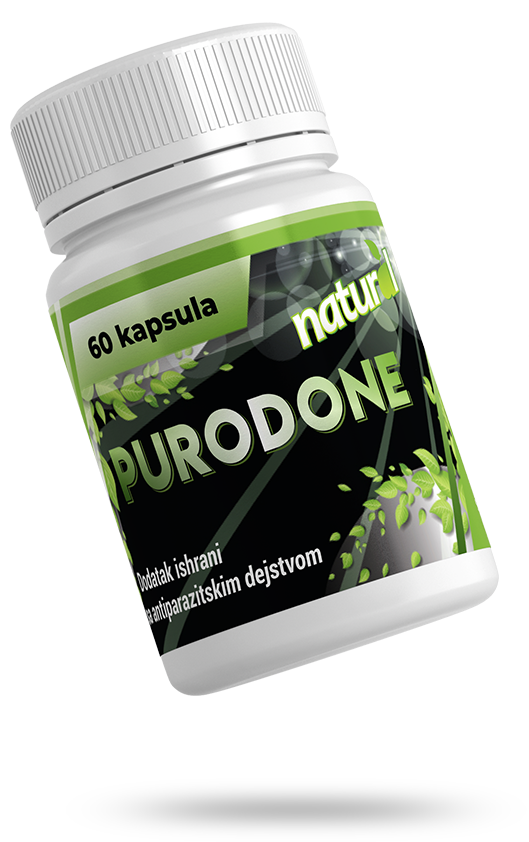 60 kapsula
natural
PURODONE
Dodatak ishrani
sa antiparazitskim dejstvom